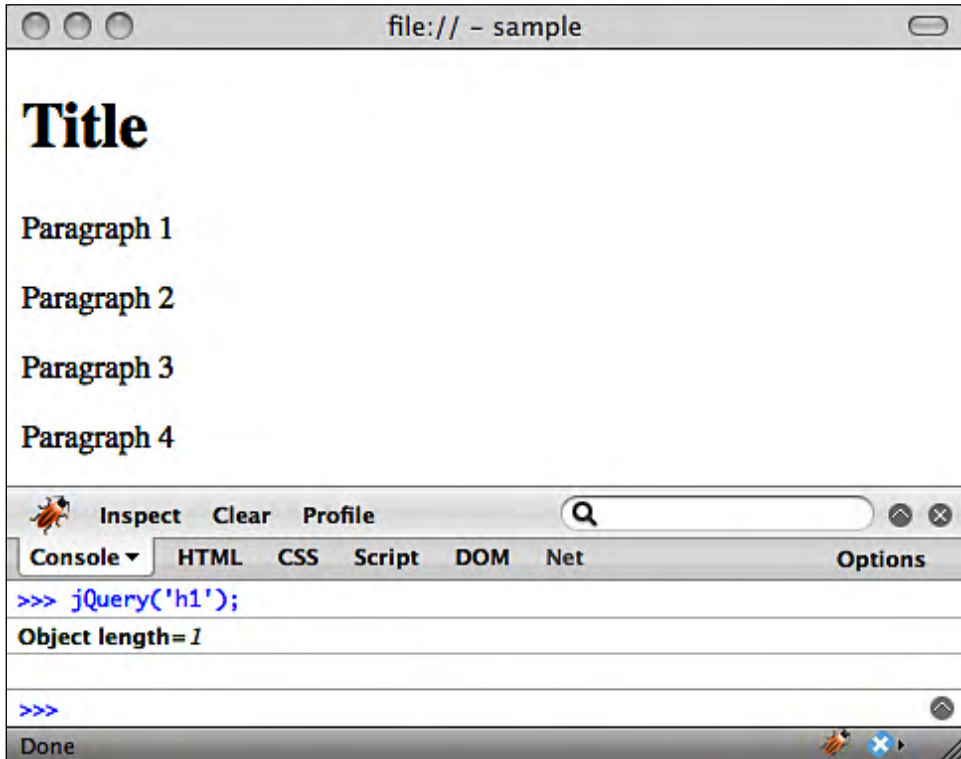 file:// – sample
Title
Paragraph 1
Paragraph 2
Paragraph 3
Paragraph 4
Inspect Clear Profile
Console HTML CSS Script DOM Net Options
>>> jQuery('h1');
Object length=1
>>>
Done